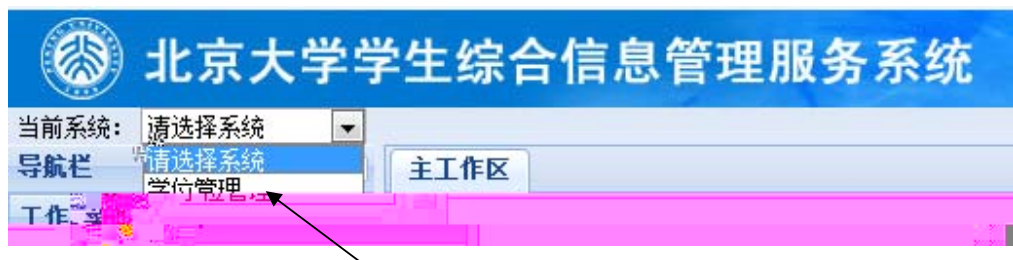 北京大学学生综合信息管理服务系统
当前系统: 请选择系统
导航栏 请选择系统 主工作区
学位管理
工作